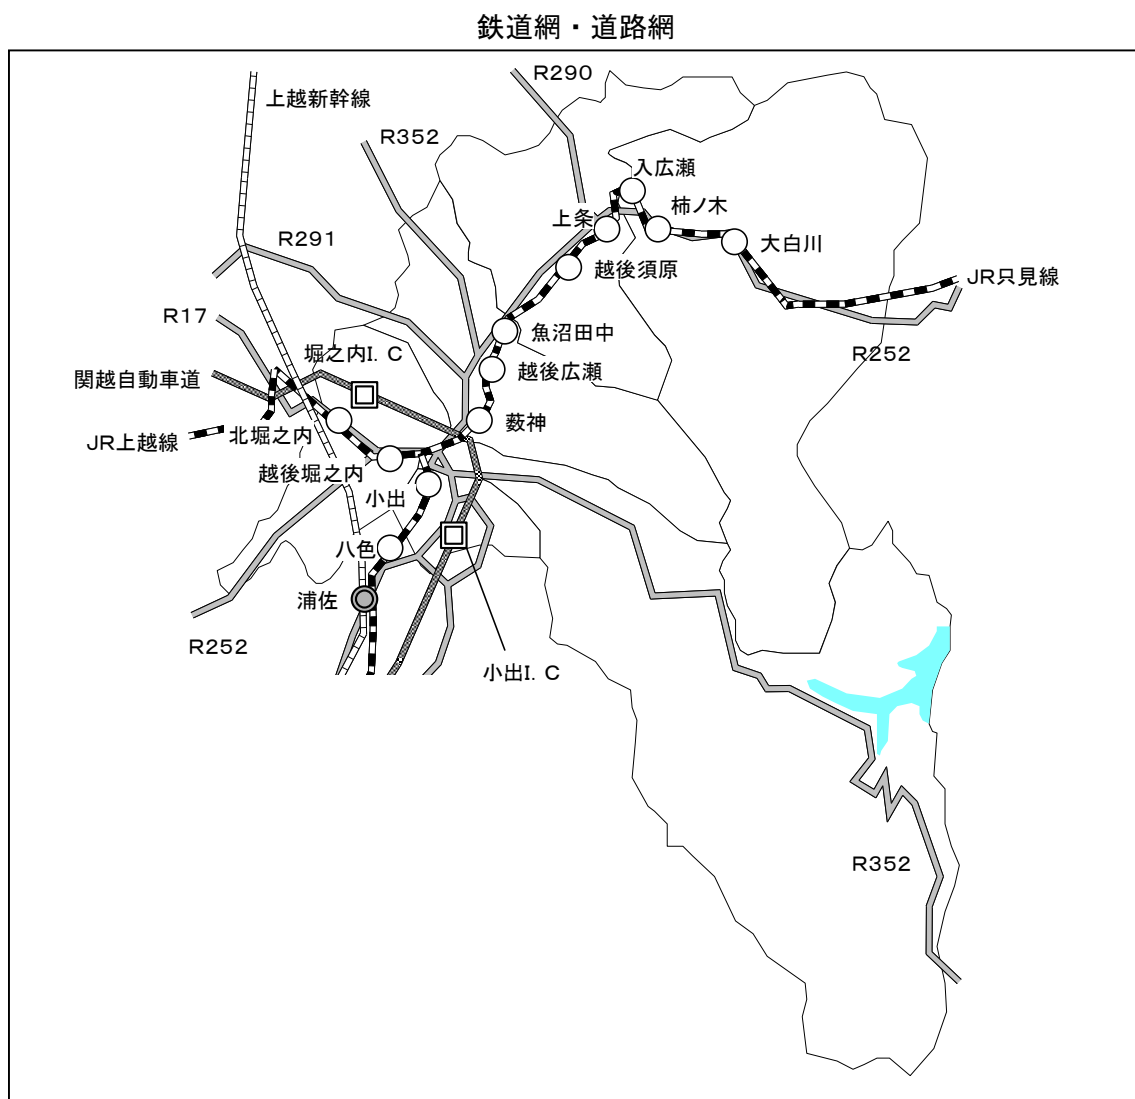 鉄道網・道路網
R290
上越新幹線
R352
入広瀬
柿ノ木
上条
大白川
R291
越後須原
JR只見線
R17
魚沼田中
堀之内I.C
R252
越後広瀬
関越自動車道
薮神
北堀之内
JR上越線
越後堀之内
小出
八色
浦佐
R252
小出I.C
R352